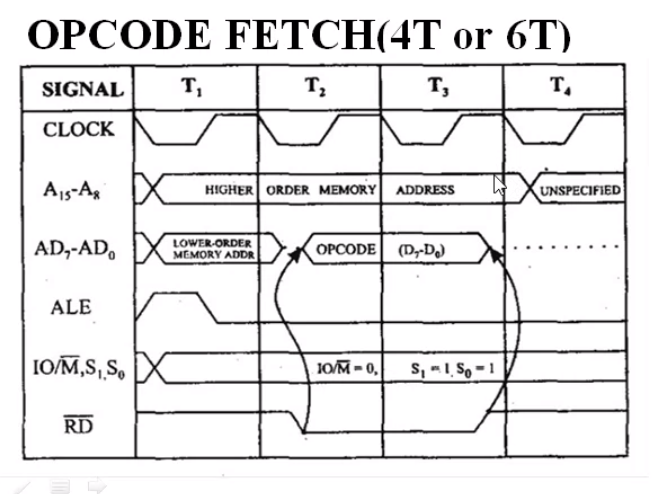 OPCODE FETCH(4T or 6T)
SIGNAL T₁ T₂ T₃ T₄
CLOCK
A₁₅-A₈ HIGHER ORDER MEMORY ADDRESS UNSPECIFIED
AD₇-AD₀ LOWER-ORDER MEMORY ADDR OPCODE (D₇-D₀)
ALE
IO/M̅,S₁,S₀ IO/M̅ = 0, S₁ = 1, S₀ = 1
R̅D̅